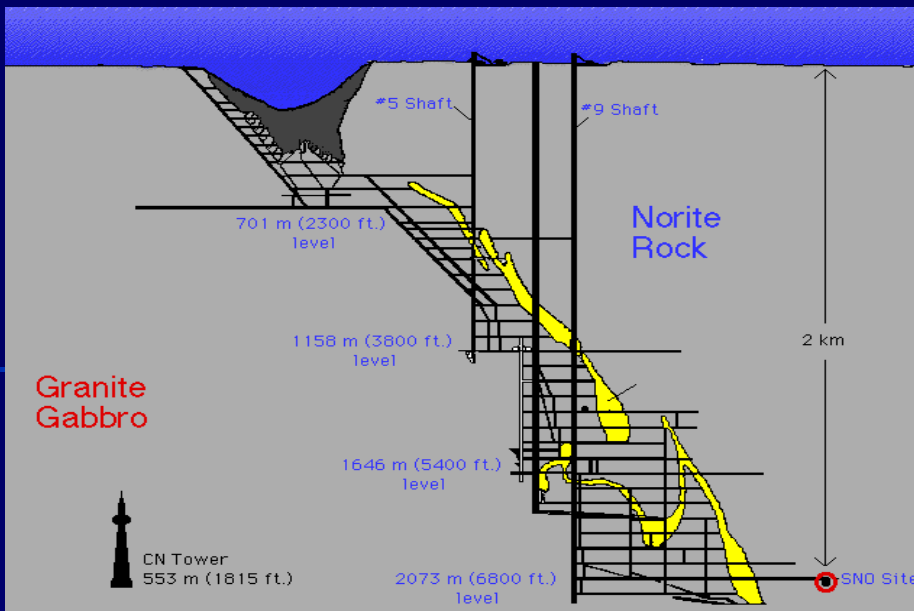 #5 Shaft
#9 Shaft
701 m (2300 ft.)
level
Norite
Rock
1158 m (3800 ft.)
level
2 km
Granite
Gabbro
1646 m (5400 ft.)
level
CN Tower
553 m (1815 ft.)
2073 m (6800 ft.)
level
SNO Site